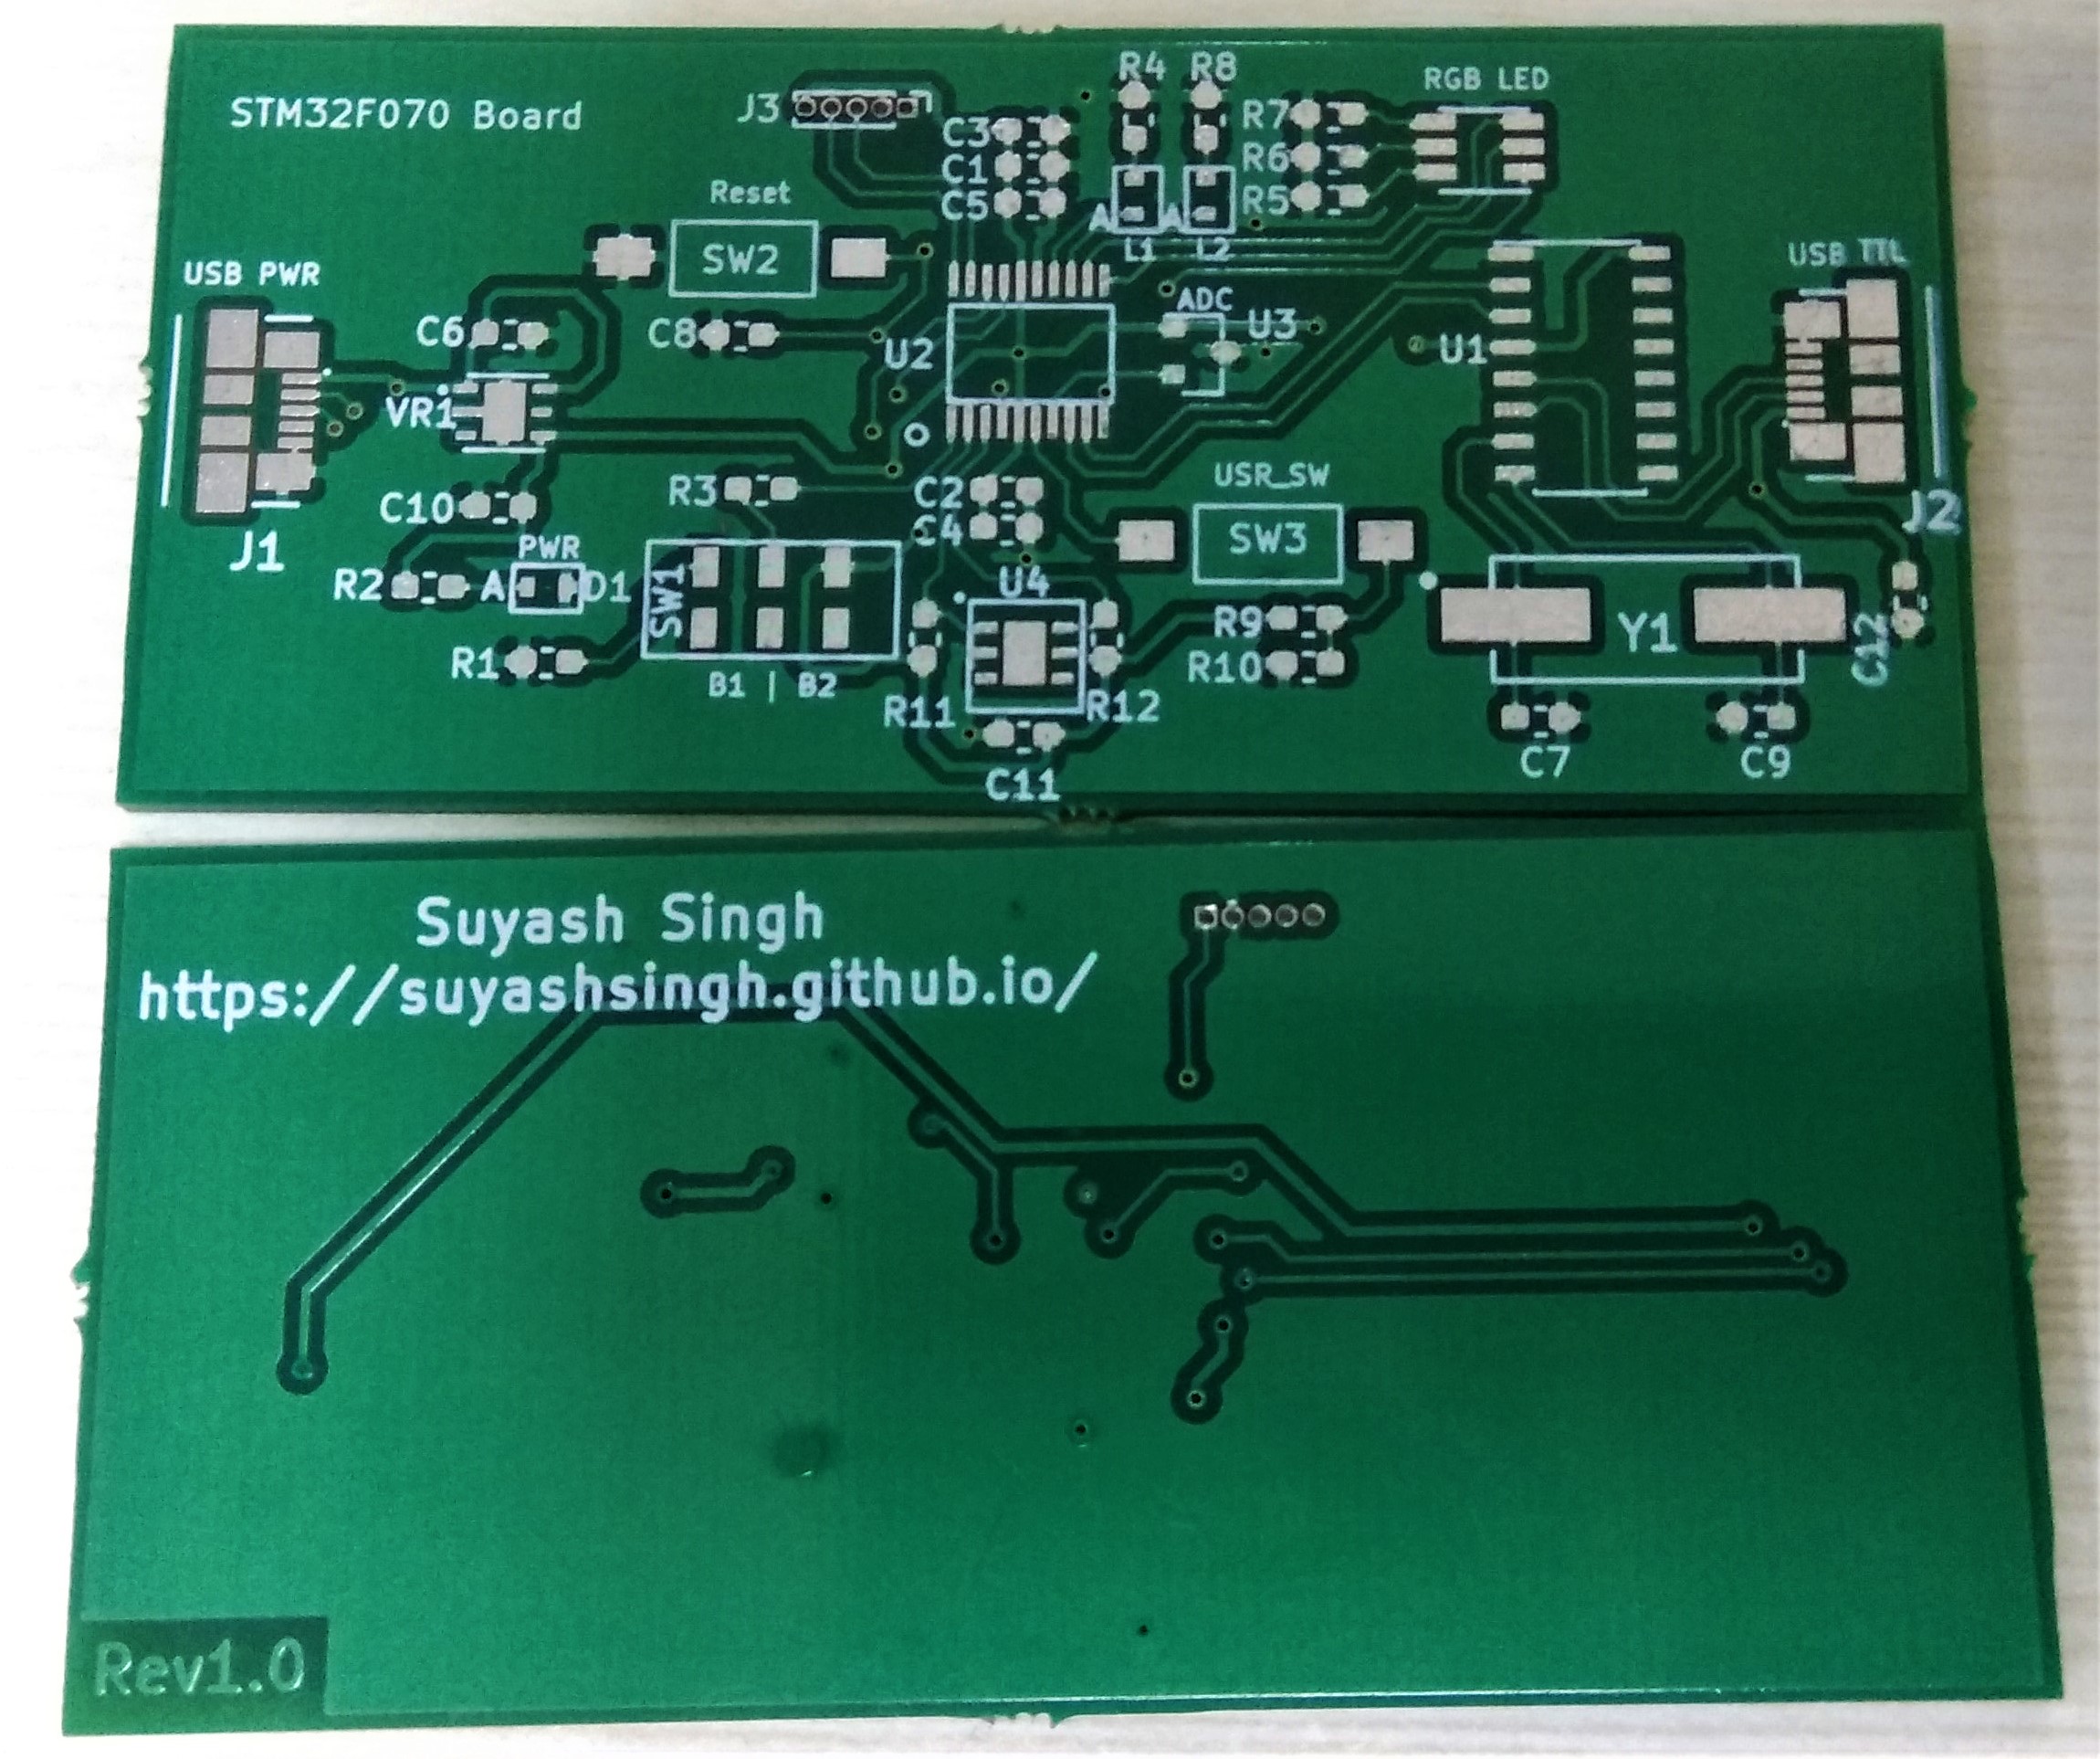 STM32F070 Board
J3
R4
R8
RGB LED
C3
R7
C1
R6
C5
R5
A
A
L1
L2
Reset
SW2
USB PWR
USB TTL
C6
C8
U2
ADC
U3
U1
VR1
R3
C2
C4
USR_SW
SW3
C10
J1
J2
PWR
R2
A
D1
SW1
U4
R1
B1 | B2
R9
R10
Y1
C12
R11
R12
C11
C7
C9
Suyash Singh
https://suyashsingh.github.io/
Rev1.0